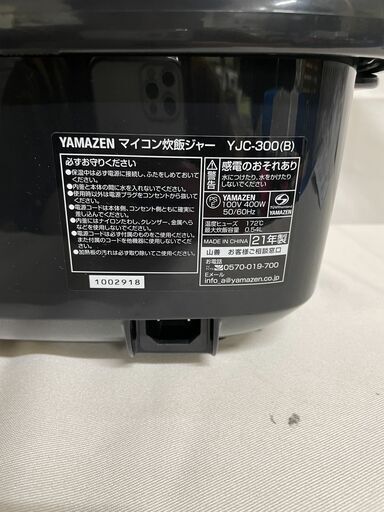 YAMAZEN マイコン炊飯ジャー YJC-300(B)
必ずお守りください
●保温中は必ず電源に接続し、ふたをしめておいてください。
●内釜と本体の間に水を入れないでください。
●使用時以外は電源プラグをコンセントから抜いてください。
●電源コードは本体側、コンセント側ともに確実に差し込んでください。
●内釜にはナイロンたわし、クレンザー、金属へらなどを使用しないでください。
●電源コードは必ず付属のものをご使用ください。また付属のコードを他機器に使用しないでください。
●加熱板の汚れは必ず取り除いてご使用ください。
1002918
警告
感電のおそれあり
水につけたり、水をかけたりしないでください
PSE
YAMAZEN
100V 400W
50/60Hz
YAMAZEN
温度ヒューズ 172℃
最大炊飯容量 0.54L
MADE IN CHINA 21年製
山善 お客様ご相談窓口
お電話
0570-019-700
Eメール
info_a@yamazen.co.jp